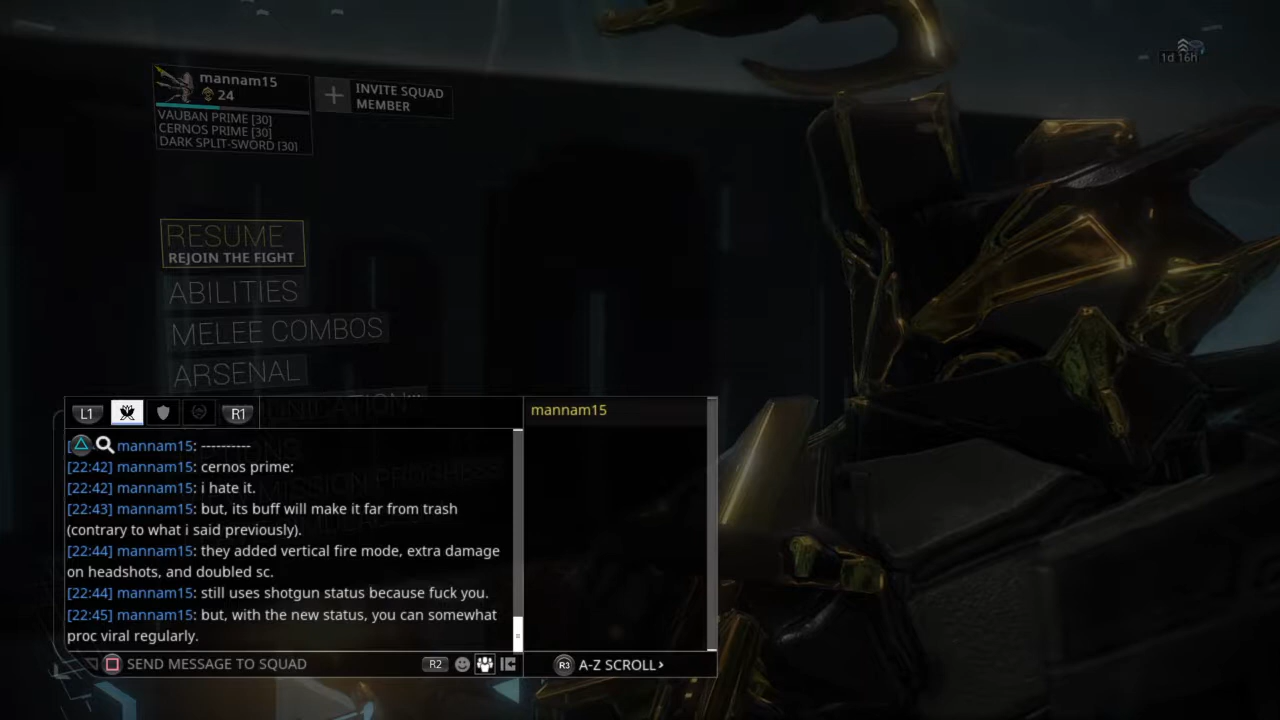 mannam15
24
INVITE SQUAD
MEMBER
VAUBAN PRIME [30]
CERNOS PRIME [30]
DARK SPLIT-SWORD [30]
1d 16h
RESUME
REJOIN THE FIGHT
ABILITIES
MELEE COMBOS
ARSENAL
L1
R1
mannam15
mannam15: ----------
[22:42] mannam15: cernos prime:
[22:42] mannam15: i hate it.
[22:43] mannam15: but, its buff will make it far from trash
(contrary to what i said previously).
[22:44] mannam15: they added vertical fire mode, extra damage
on headshots, and doubled sc.
[22:44] mannam15: still uses shotgun status because fuck you.
[22:45] mannam15: but, with the new status, you can somewhat
proc viral regularly.
SEND MESSAGE TO SQUAD
R2
R3 A-Z SCROLL›